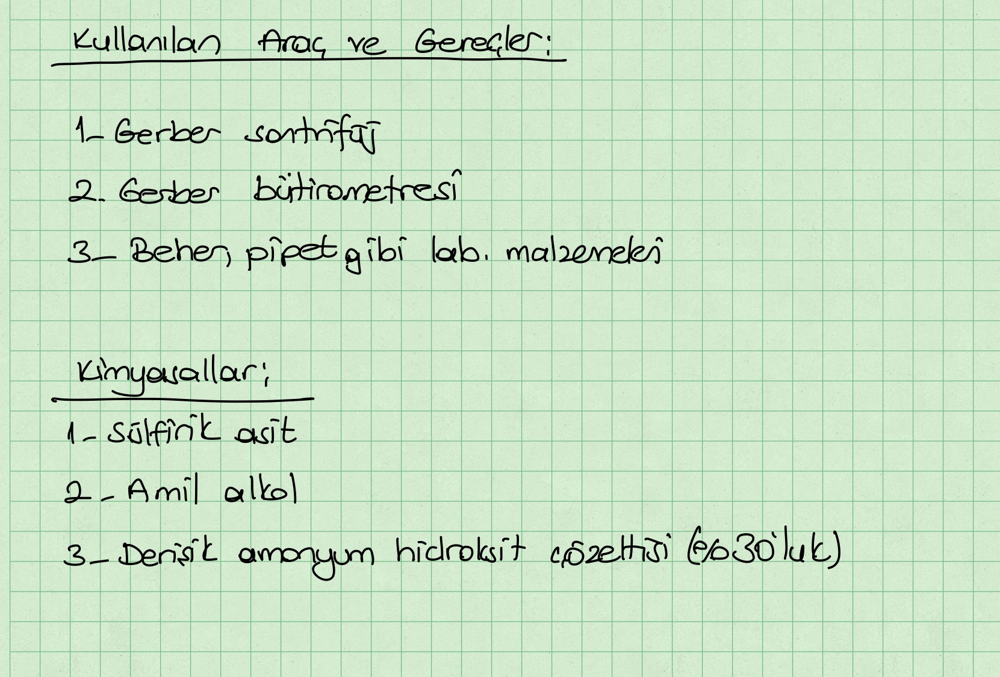 Kullanılan Araç ve Gereçler:
1- Gerber santrifüj
2- Gerber bütirometresi
3- Beher, pipet gibi lab. malzemeleri
Kimyasallar:
1- Sülfirik asit
2- Amil alkol
3- Derişik amonyum hidroksit çözeltisi (%30'luk)